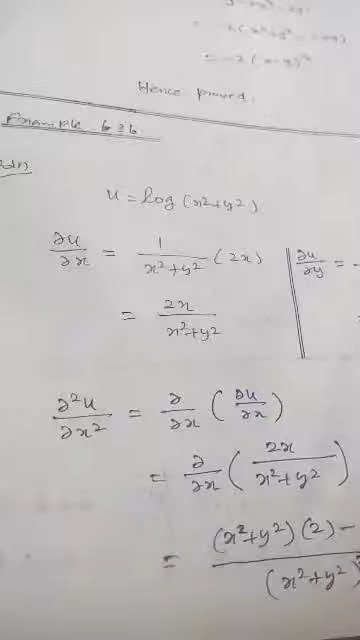 Hence proved.
Example 6.36
Soln
u = log (x²+y²)
∂u/∂x = 1/(x²+y²) (2x)
∂u/∂y =
= 2x/(x²+y²)
∂²u/∂x² = ∂/∂x (∂u/∂x)
= ∂/∂x (2x/(x²+y²))
= (x²+y²)(2) - / (x²+y²)²